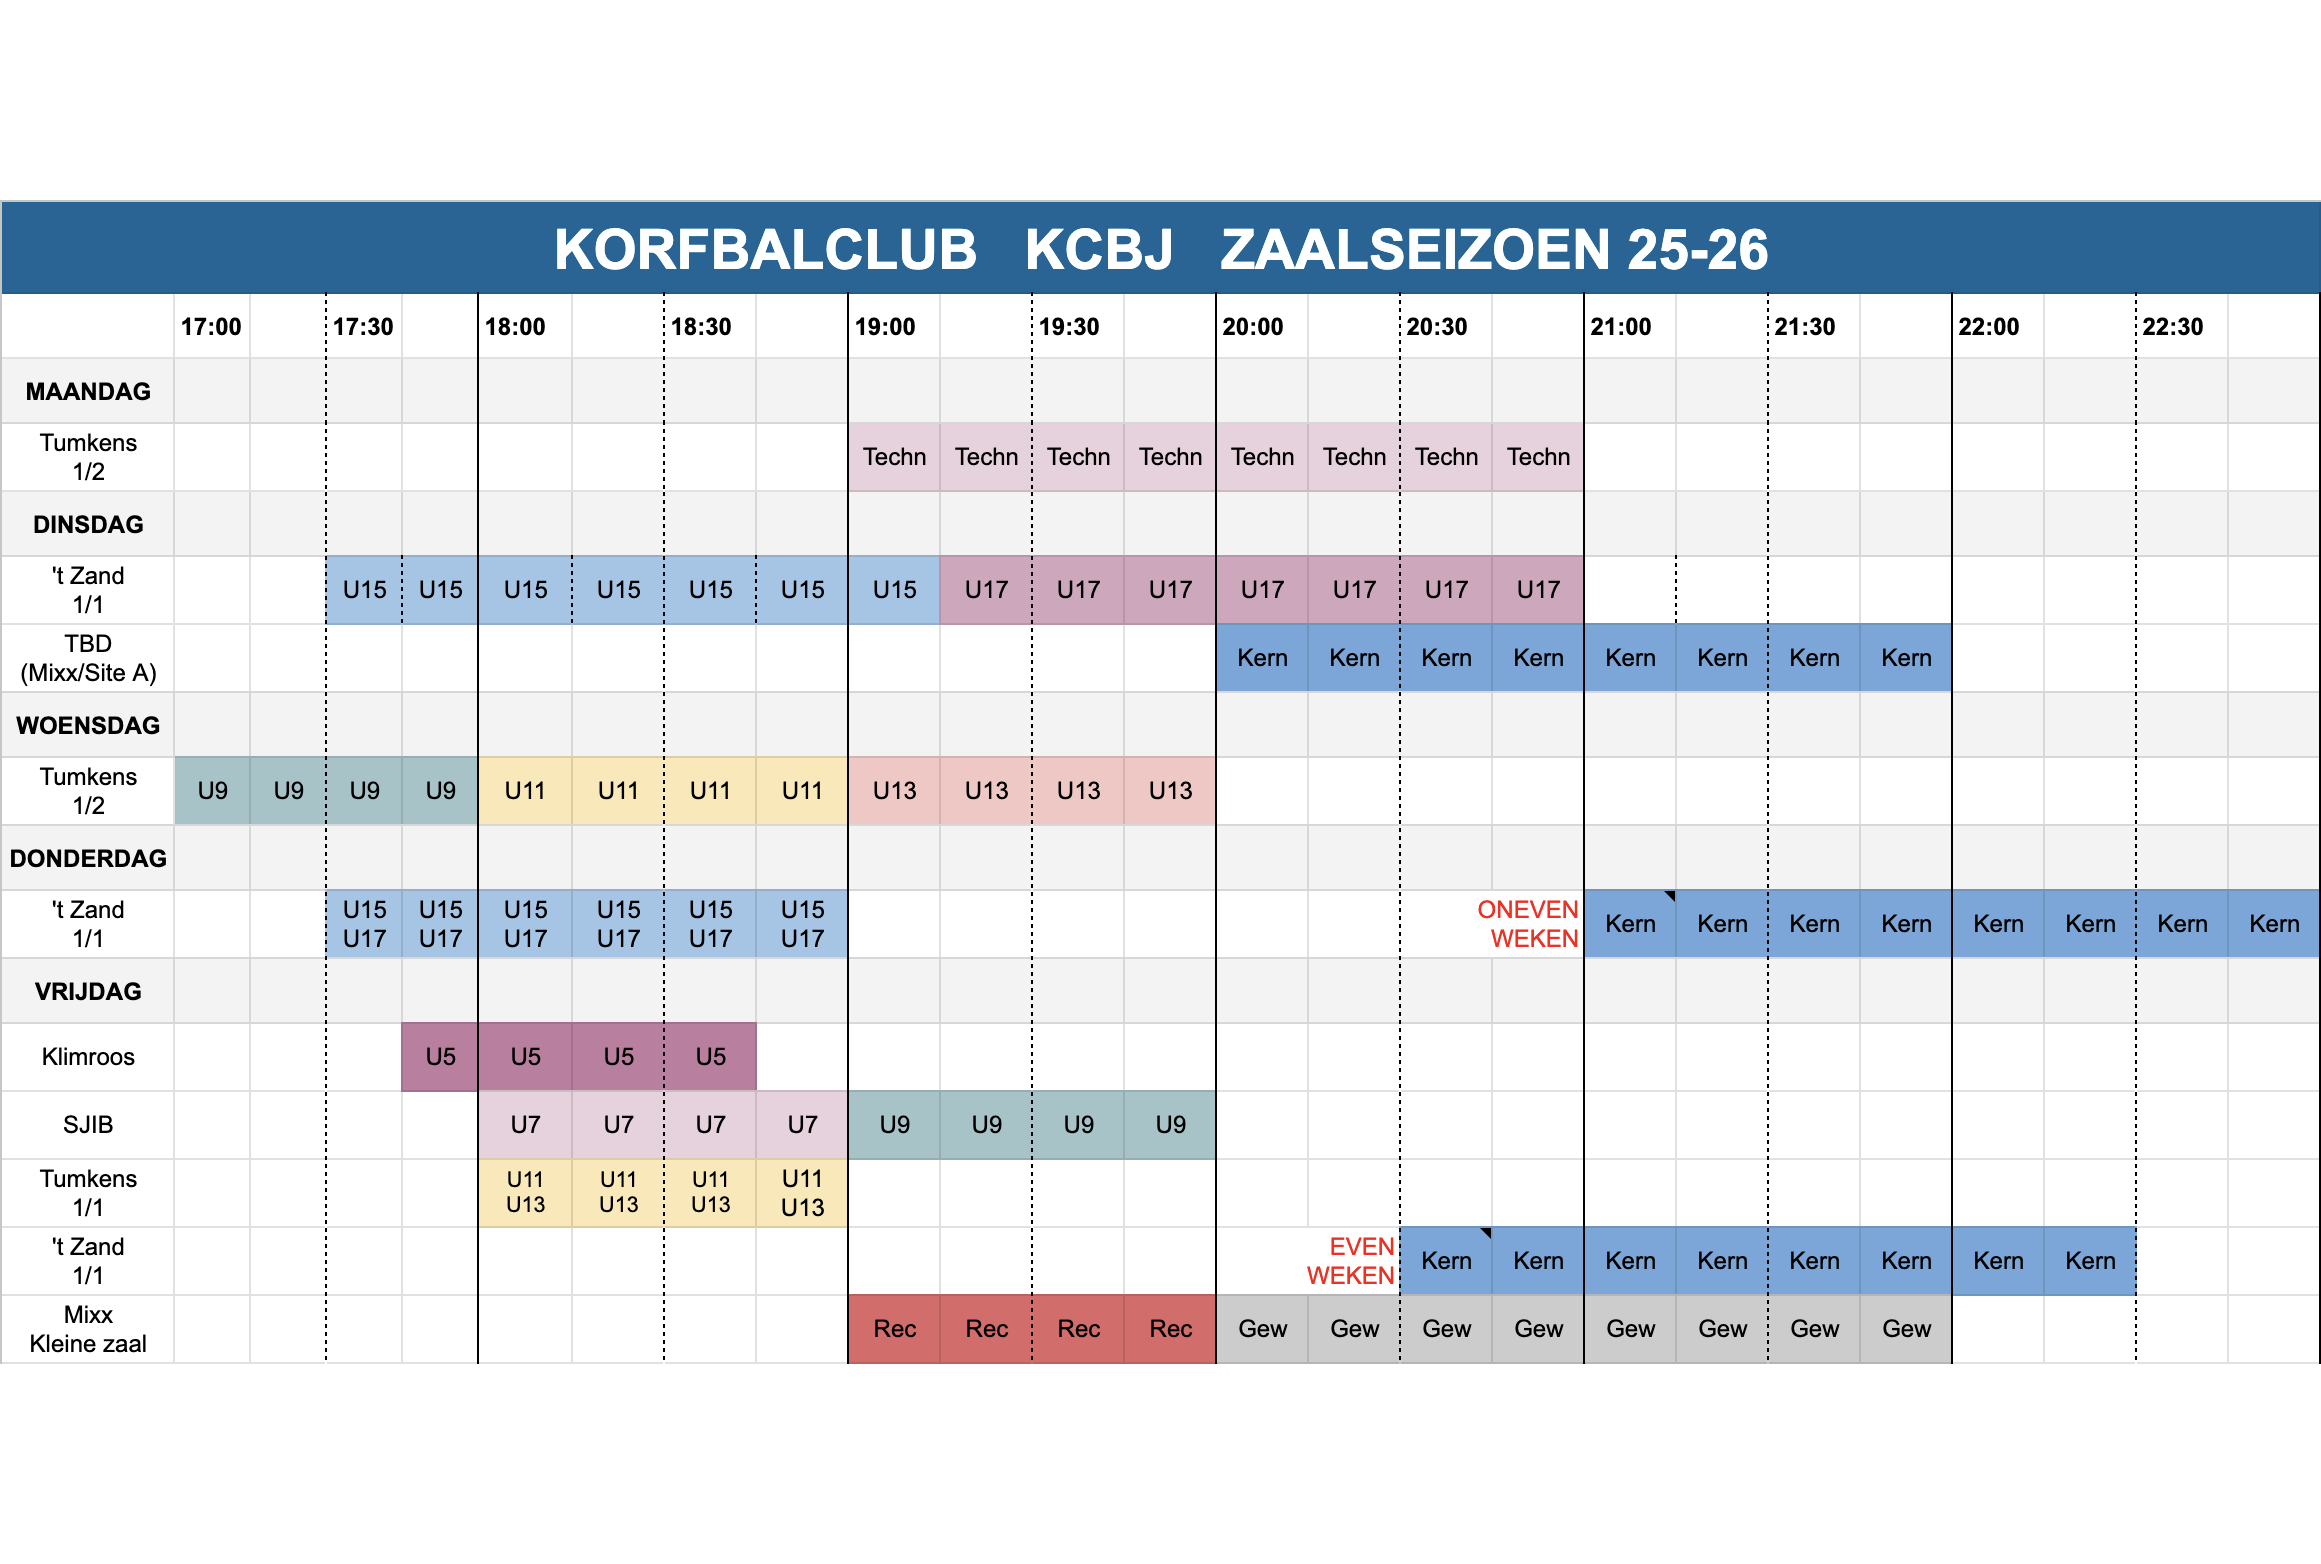 KORFBALCLUB KCBJ ZAALSEIZOEN 25-26
17:00 17:30 18:00 18:30 19:00 19:30 20:00 20:30 21:00 21:30 22:00 22:30
MAANDAG
Tumkens
1/2
Techn Techn Techn Techn Techn Techn Techn Techn
DINSDAG
't Zand
1/1
U15 U15 U15 U15 U15 U15 U15 U17 U17 U17 U17 U17 U17 U17
TBD
(Mixx/Site A)
Kern Kern Kern Kern Kern Kern Kern Kern
WOENSDAG
Tumkens
1/2
U9 U9 U9 U9 U11 U11 U11 U11 U13 U13 U13 U13
DONDERDAG
't Zand
1/1
U15 U15 U15 U15 U15 U15
U17 U17 U17 U17 U17 U17
ONEVEN
WEKEN
Kern Kern Kern Kern Kern Kern Kern Kern
VRIJDAG
Klimroos
U5 U5 U5 U5
SJIB
U7 U7 U7 U7 U9 U9 U9 U9
Tumkens
1/1
U11 U11 U11 U11
U13 U13 U13 U13
't Zand
1/1
EVEN
WEKEN
Kern Kern Kern Kern Kern Kern Kern Kern
Mixx
Kleine zaal
Rec Rec Rec Rec Gew Gew Gew Gew Gew Gew Gew Gew